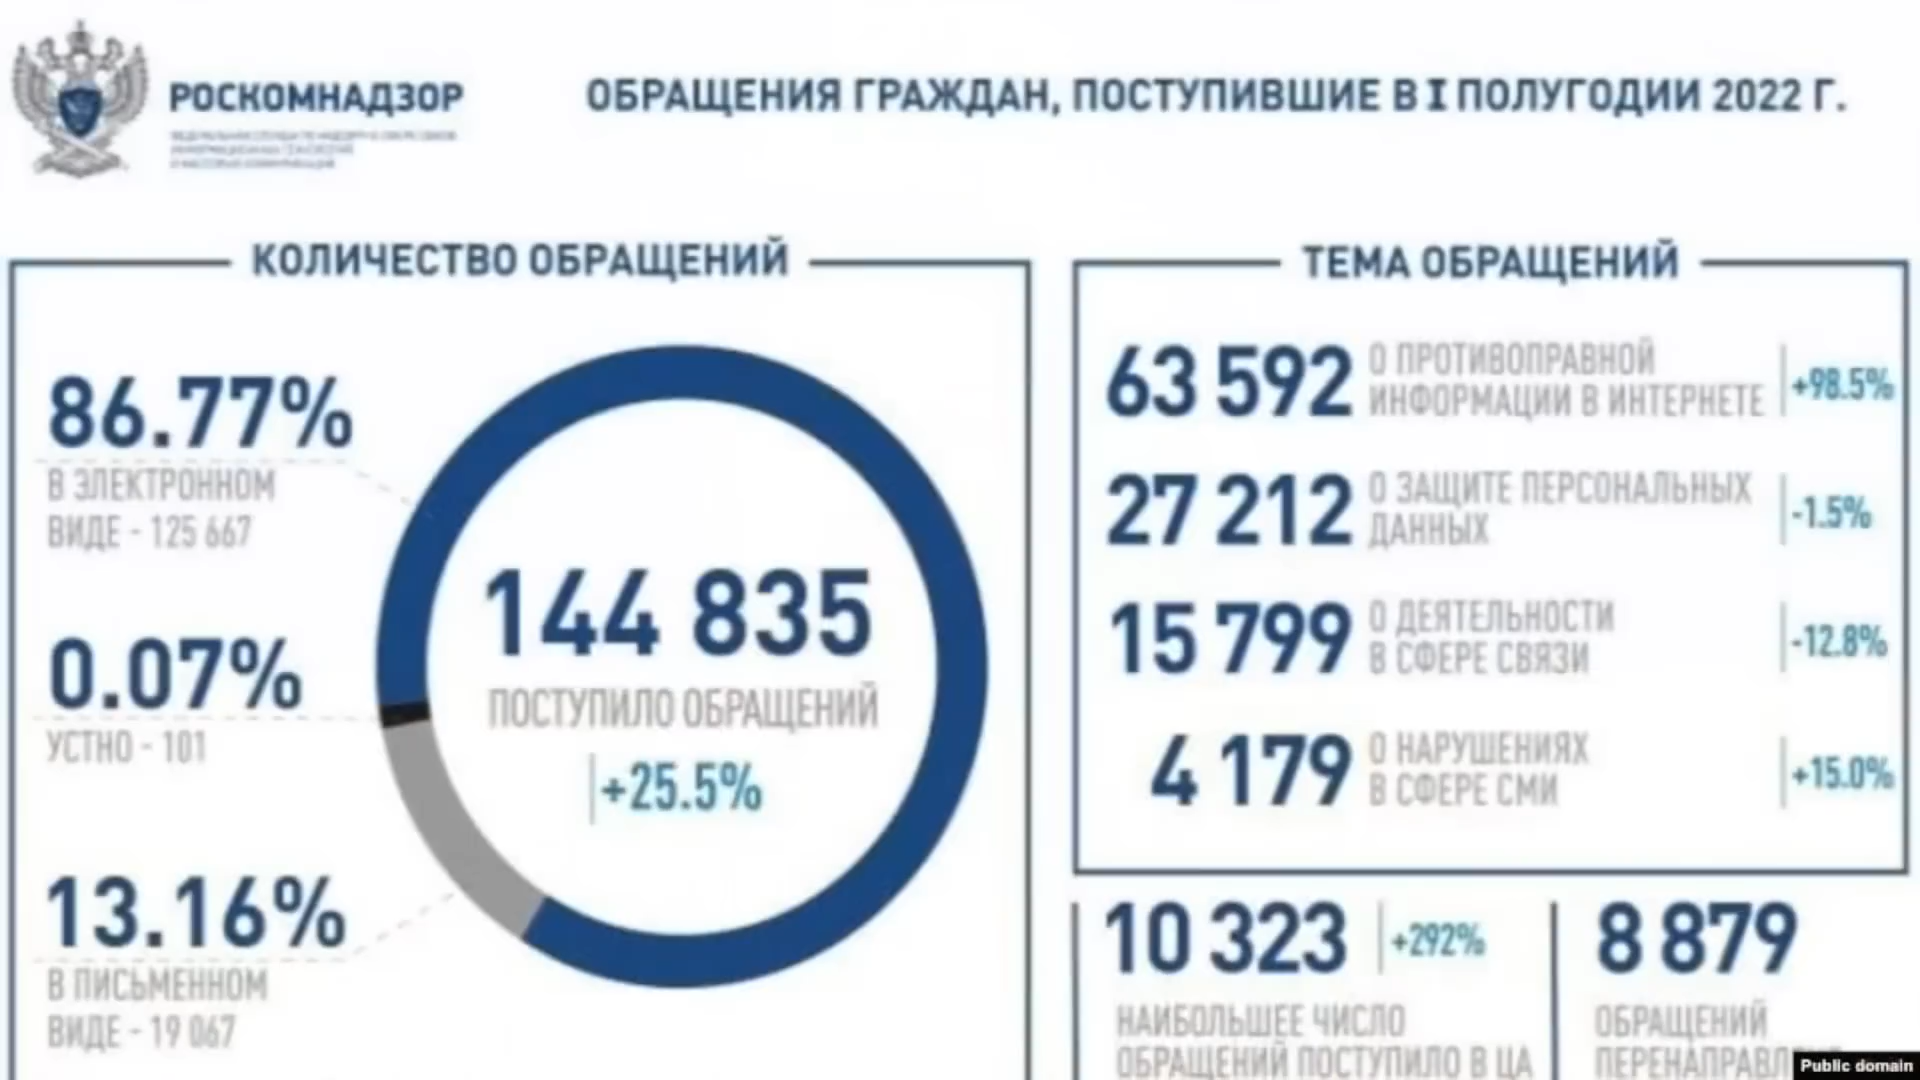 РОСКОМНАДЗОР
ОБРАЩЕНИЯ ГРАЖДАН, ПОСТУПИВШИЕ В I ПОЛУГОДИИ 2022 Г.
КОЛИЧЕСТВО ОБРАЩЕНИЙ
86.77%
В ЭЛЕКТРОННОМ
ВИДЕ - 125 667
0.07%
УСТНО - 101
13.16%
В ПИСЬМЕННОМ
ВИДЕ - 19 067
144 835
ПОСТУПИЛО ОБРАЩЕНИЙ
+25.5%
ТЕМА ОБРАЩЕНИЙ
63 592 О ПРОТИВОПРАВНОЙ
ИНФОРМАЦИИ В ИНТЕРНЕТЕ +98.5%
27 212 О ЗАЩИТЕ ПЕРСОНАЛЬНЫХ
ДАННЫХ -1.5%
15 799 О ДЕЯТЕЛЬНОСТИ
В СФЕРЕ СВЯЗИ -12.8%
4 179 О НАРУШЕНИЯХ
В СФЕРЕ СМИ +15.0%
10 323 +292%
НАИБОЛЬШЕЕ ЧИСЛО
ОБРАЩЕНИЙ ПОСТУПИЛО В ЦА
8 879
ОБРАЩЕНИЙ
Public domain